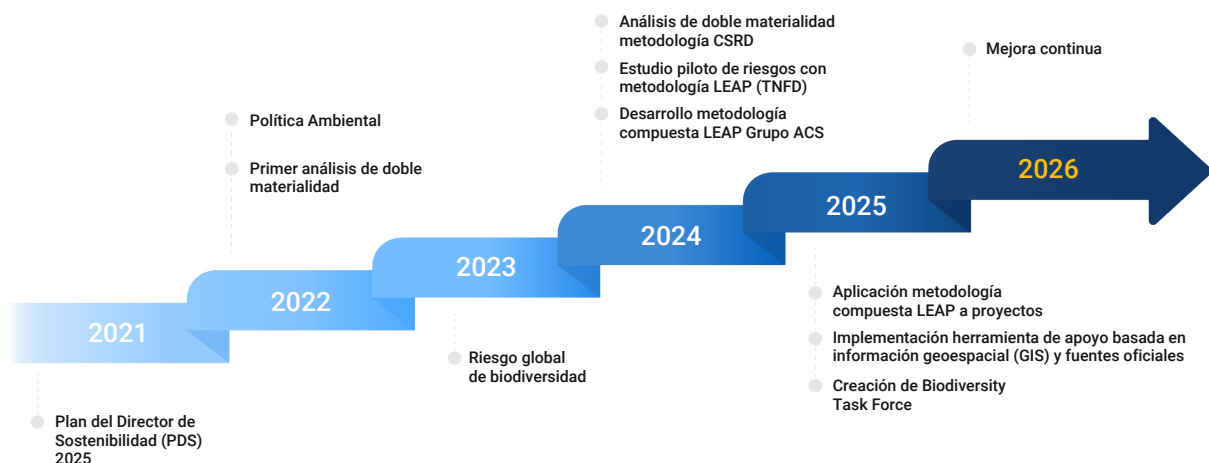 Análisis de doble materialidad
metodología CSRD
Estudio piloto de riesgos con
metodología LEAP (TNFD)
Desarrollo metodología
compuesta LEAP Grupo ACS
Mejora continua
Política Ambiental
Primer análisis de doble
materialidad
2021
2022
2023
2024
2025
2026
Plan del Director de
Sostenibilidad (PDS)
2025
Riesgo global
de biodiversidad
Aplicación metodología
compuesta LEAP a proyectos
Implementación herramienta de apoyo basada en
información geoespacial (GIS) y fuentes oficiales
Creación de Biodiversity
Task Force